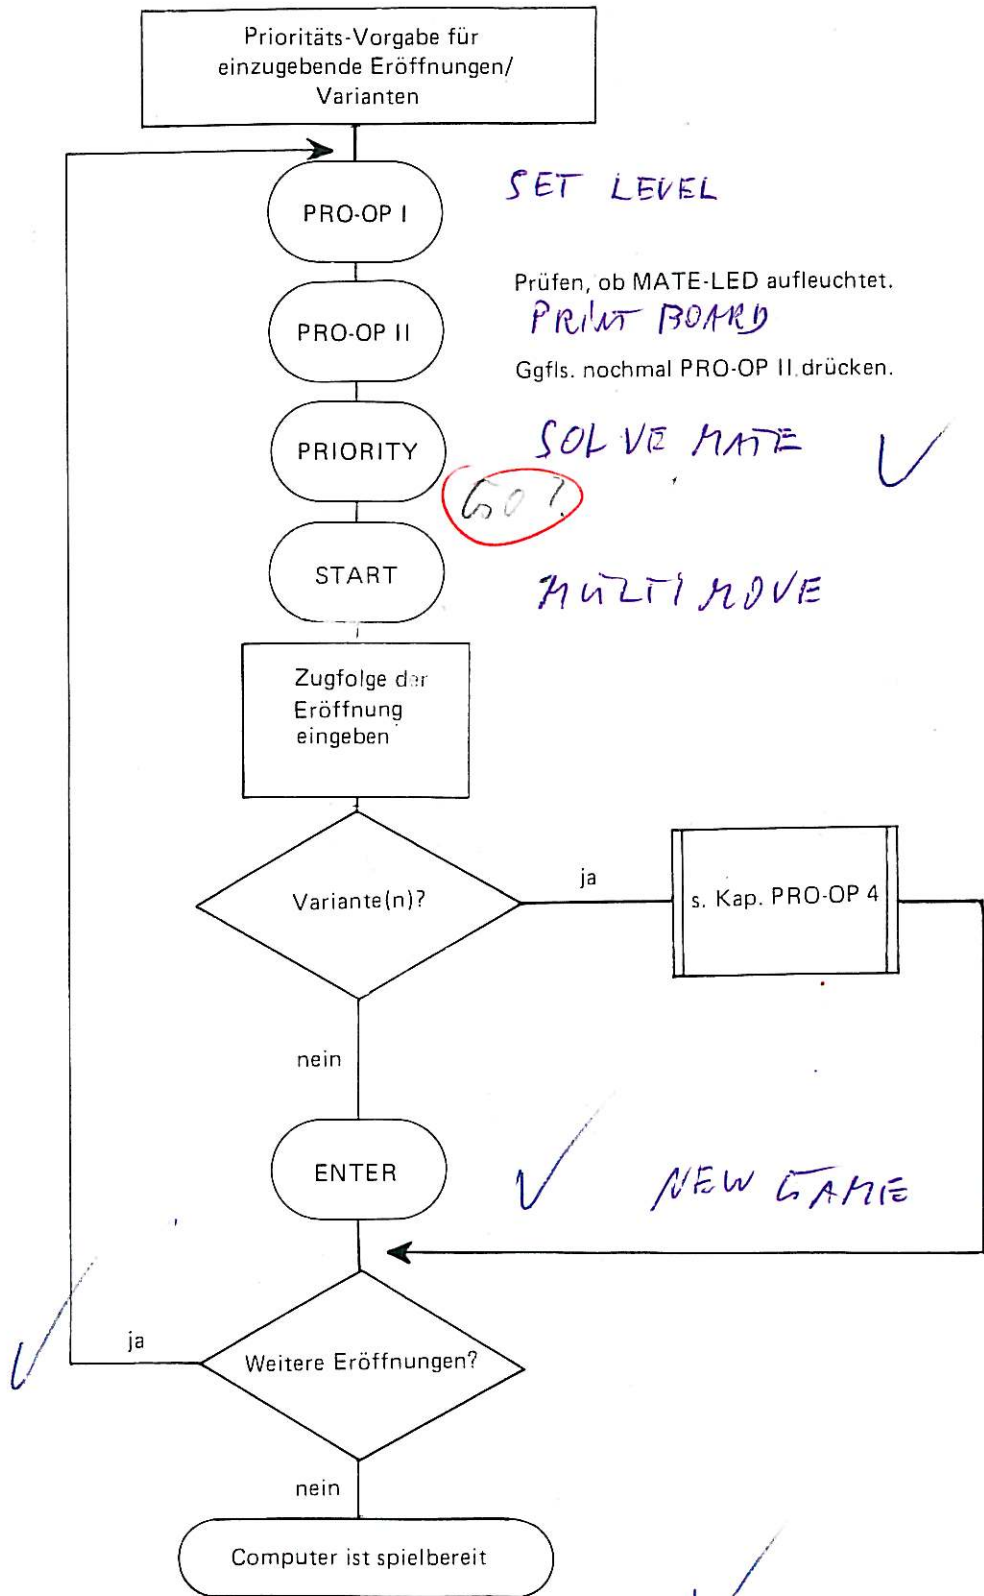 Prioritäts-Vorgabe für
einzugebende Eröffnungen/
Varianten
PRO-OP I
SET LEVEL
Prüfen, ob MATE-LED aufleuchtet.
PRO-OP II
PRINT BOARD
Ggfls. nochmal PRO-OP II drücken.
PRIORITY
SOLVE MATE
GO?
START
MULTI MOVE
Zugfolge der
Eröffnung
eingeben
Variante(n)?
ja
s. Kap. PRO-OP 4
nein
ENTER
NEW GAME
ja
Weitere Eröffnungen?
nein
Computer ist spielbereit